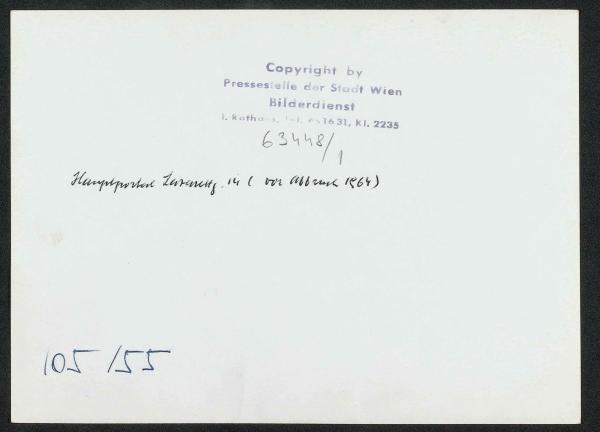 Copyright by
Pressestelle der Stadt Wien
Bilderdienst
I. Rathaus, 1631, Kl. 2235
63448/1
Hauptportal Lazarettg. 14 (vor Abbruch 1964)
105/55